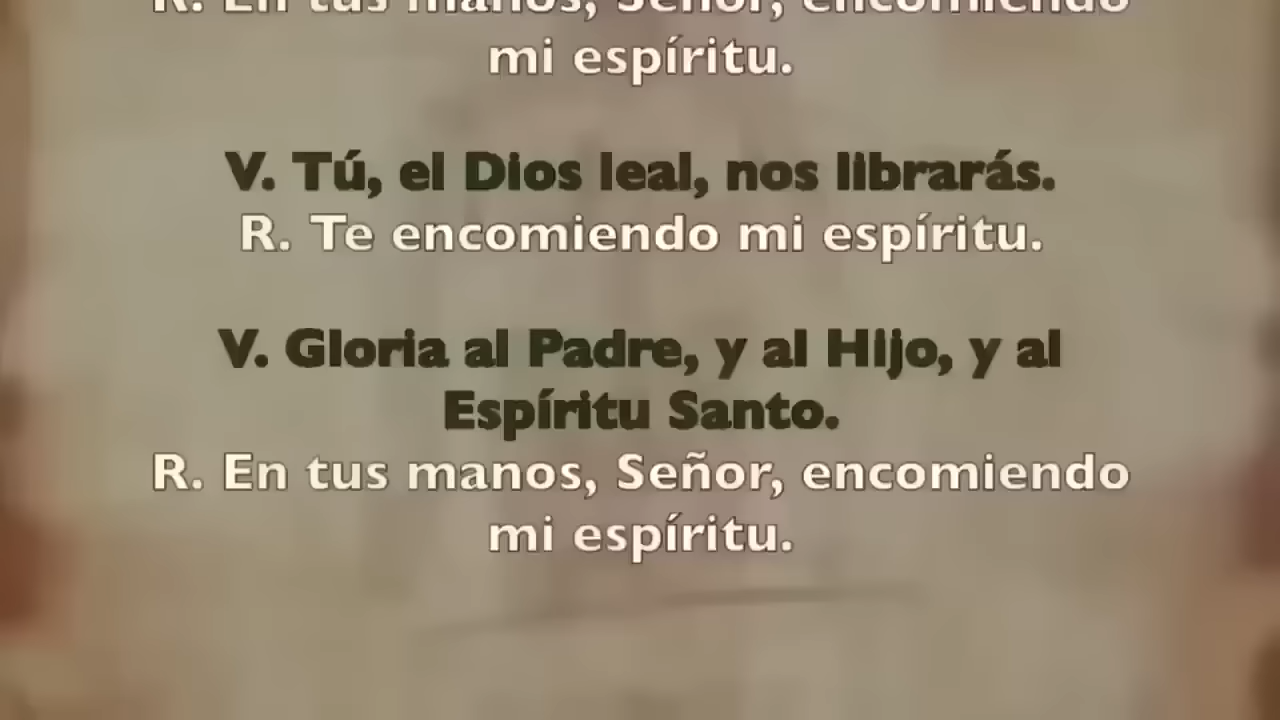 R. En tus manos, Señor, encomiendo
mi espíritu.
V. Tú, el Dios leal, nos librarás.
R. Te encomiendo mi espíritu.
V. Gloria al Padre, y al Hijo, y al
Espíritu Santo.
R. En tus manos, Señor, encomiendo
mi espíritu.